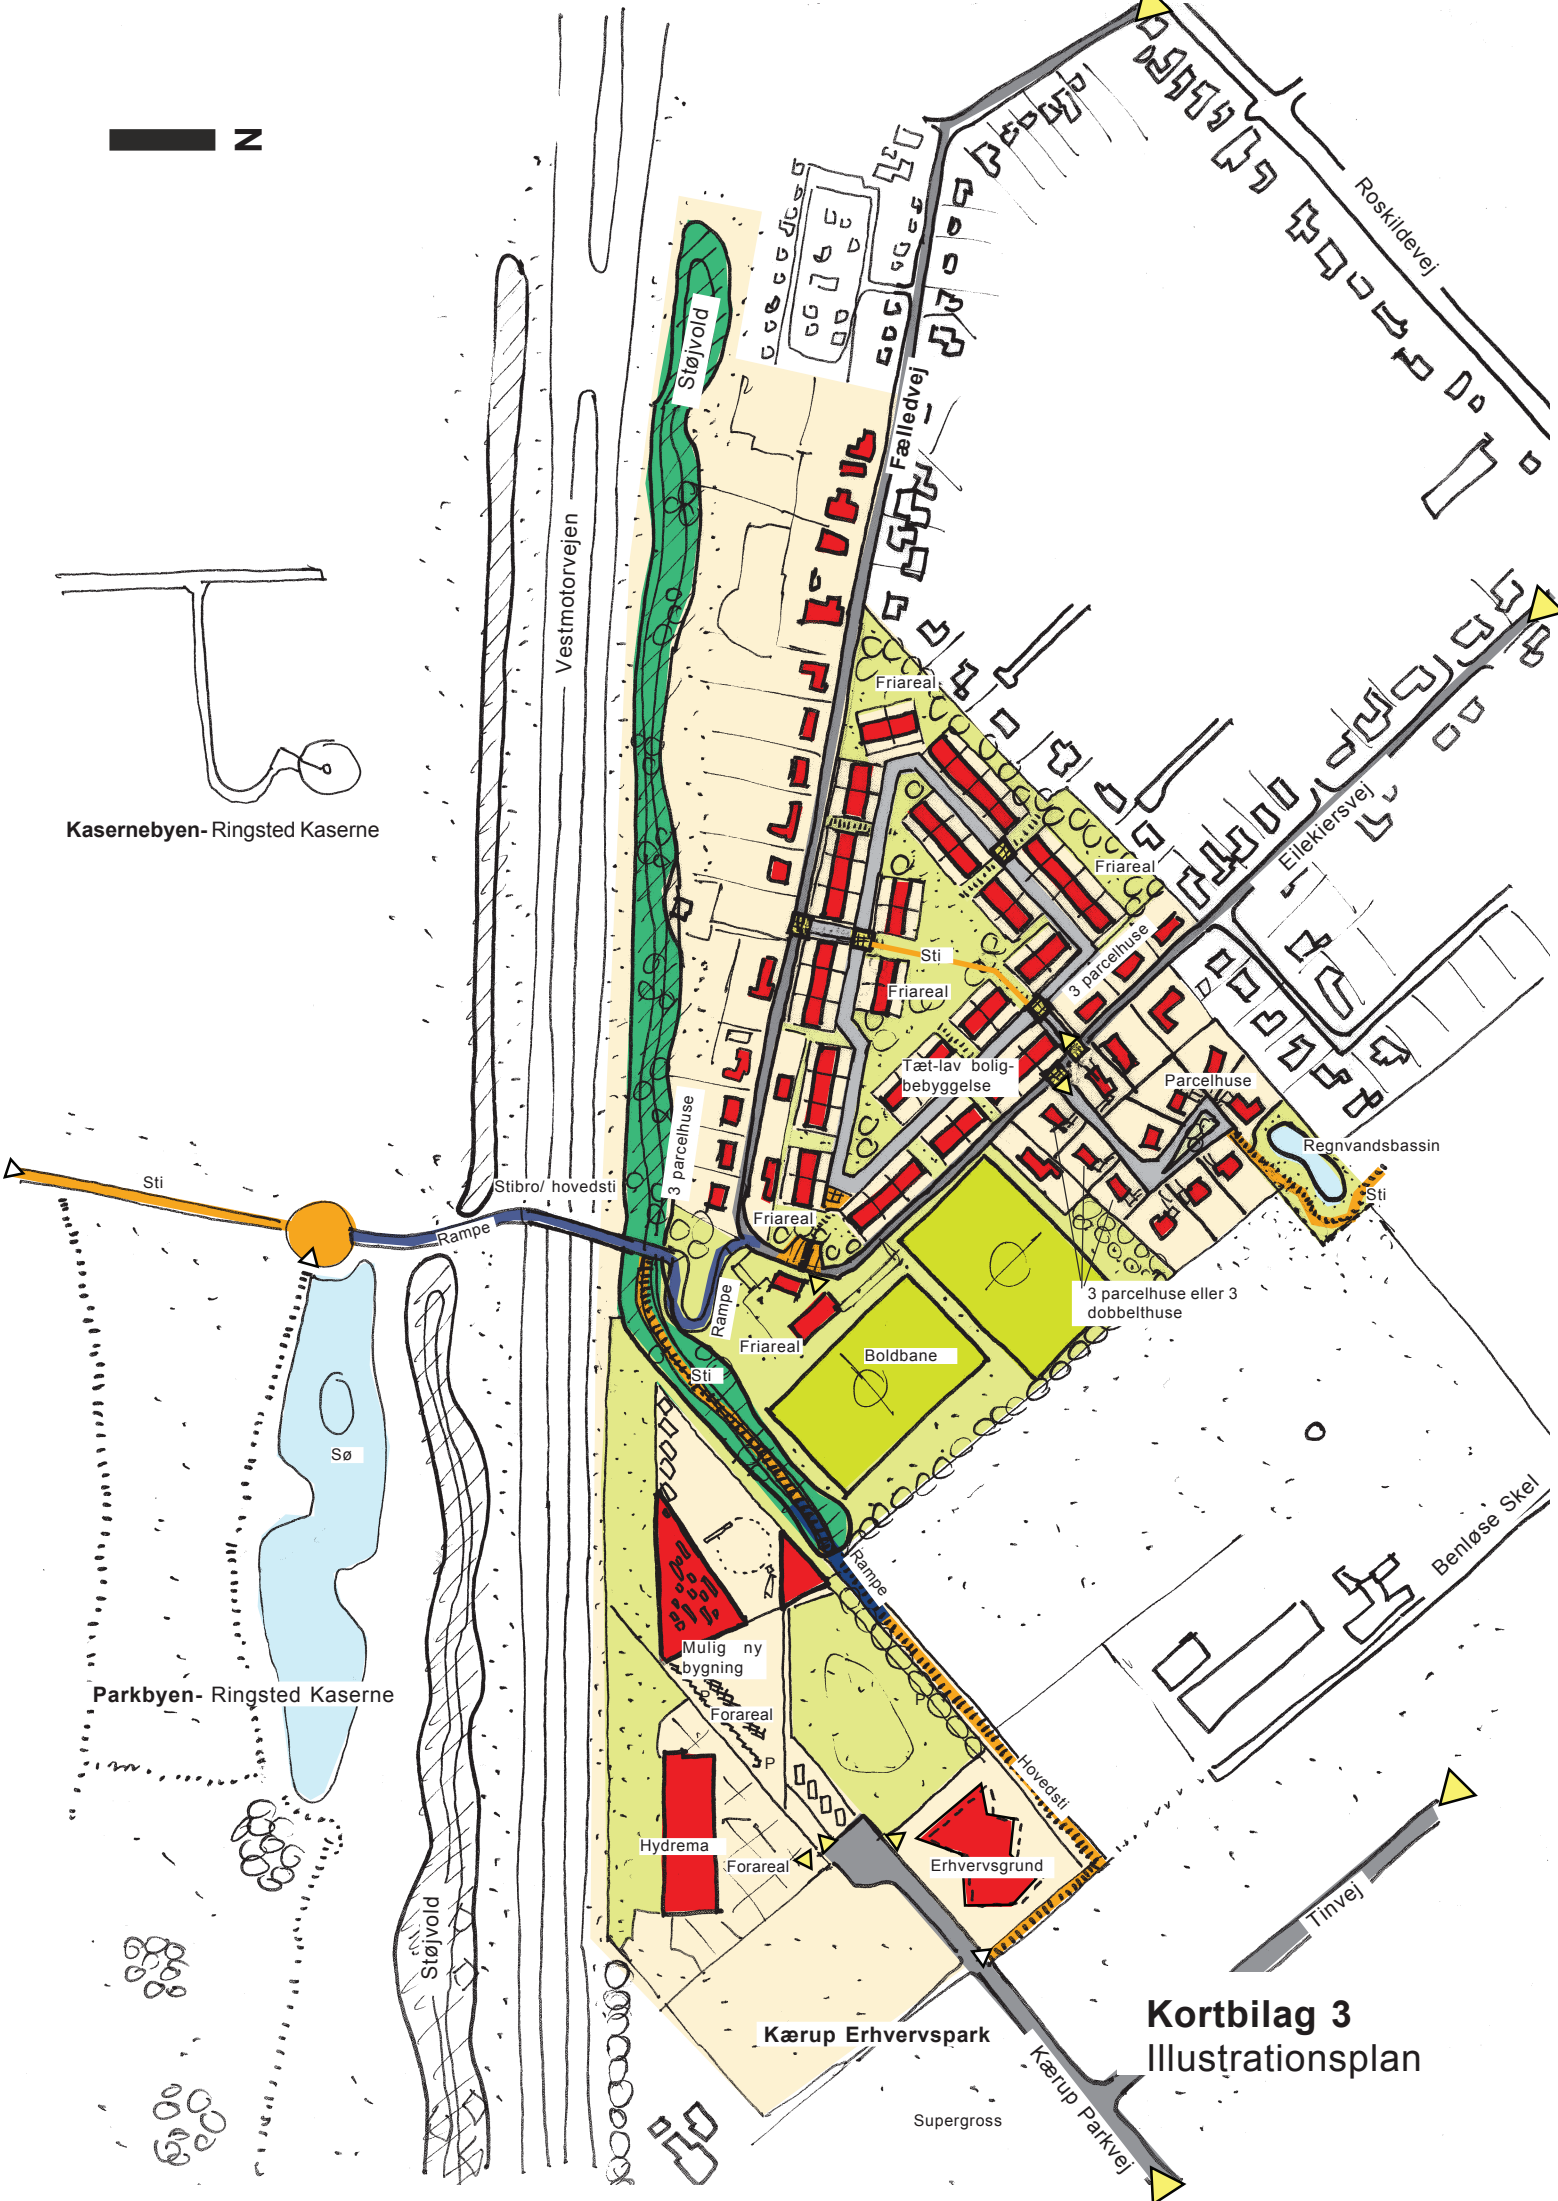 N
Roskildevej
Støjvold
Fælledvej
Vestmotorvejen
Friareal
Kasernebyen- Ringsted Kaserne
Eilekiersvej
Friareal
3 parcelhuse
Sti
Friareal
Tæt-lav bolig-
bebyggelse
Parcelhuse
3 parcelhuse
Regnvandsbassin
Sti
Stibro/ hovedsti
Sti
Friareal
Rampe
Rampe
3 parcelhuse eller 3
dobbelthuse
Friareal
Boldbane
Sti
Sø
Benløse Skel
Rampe
Mulig ny
bygning
Parkbyen- Ringsted Kaserne
P
P
Forareal
P
Hovedsti
Hydrema
Forareal
Erhvervsgrund
Tinvej
Støjvold
Kortbilag 3
Illustrationsplan
Kærup Erhvervspark
Kærup Parkvej
Supergross